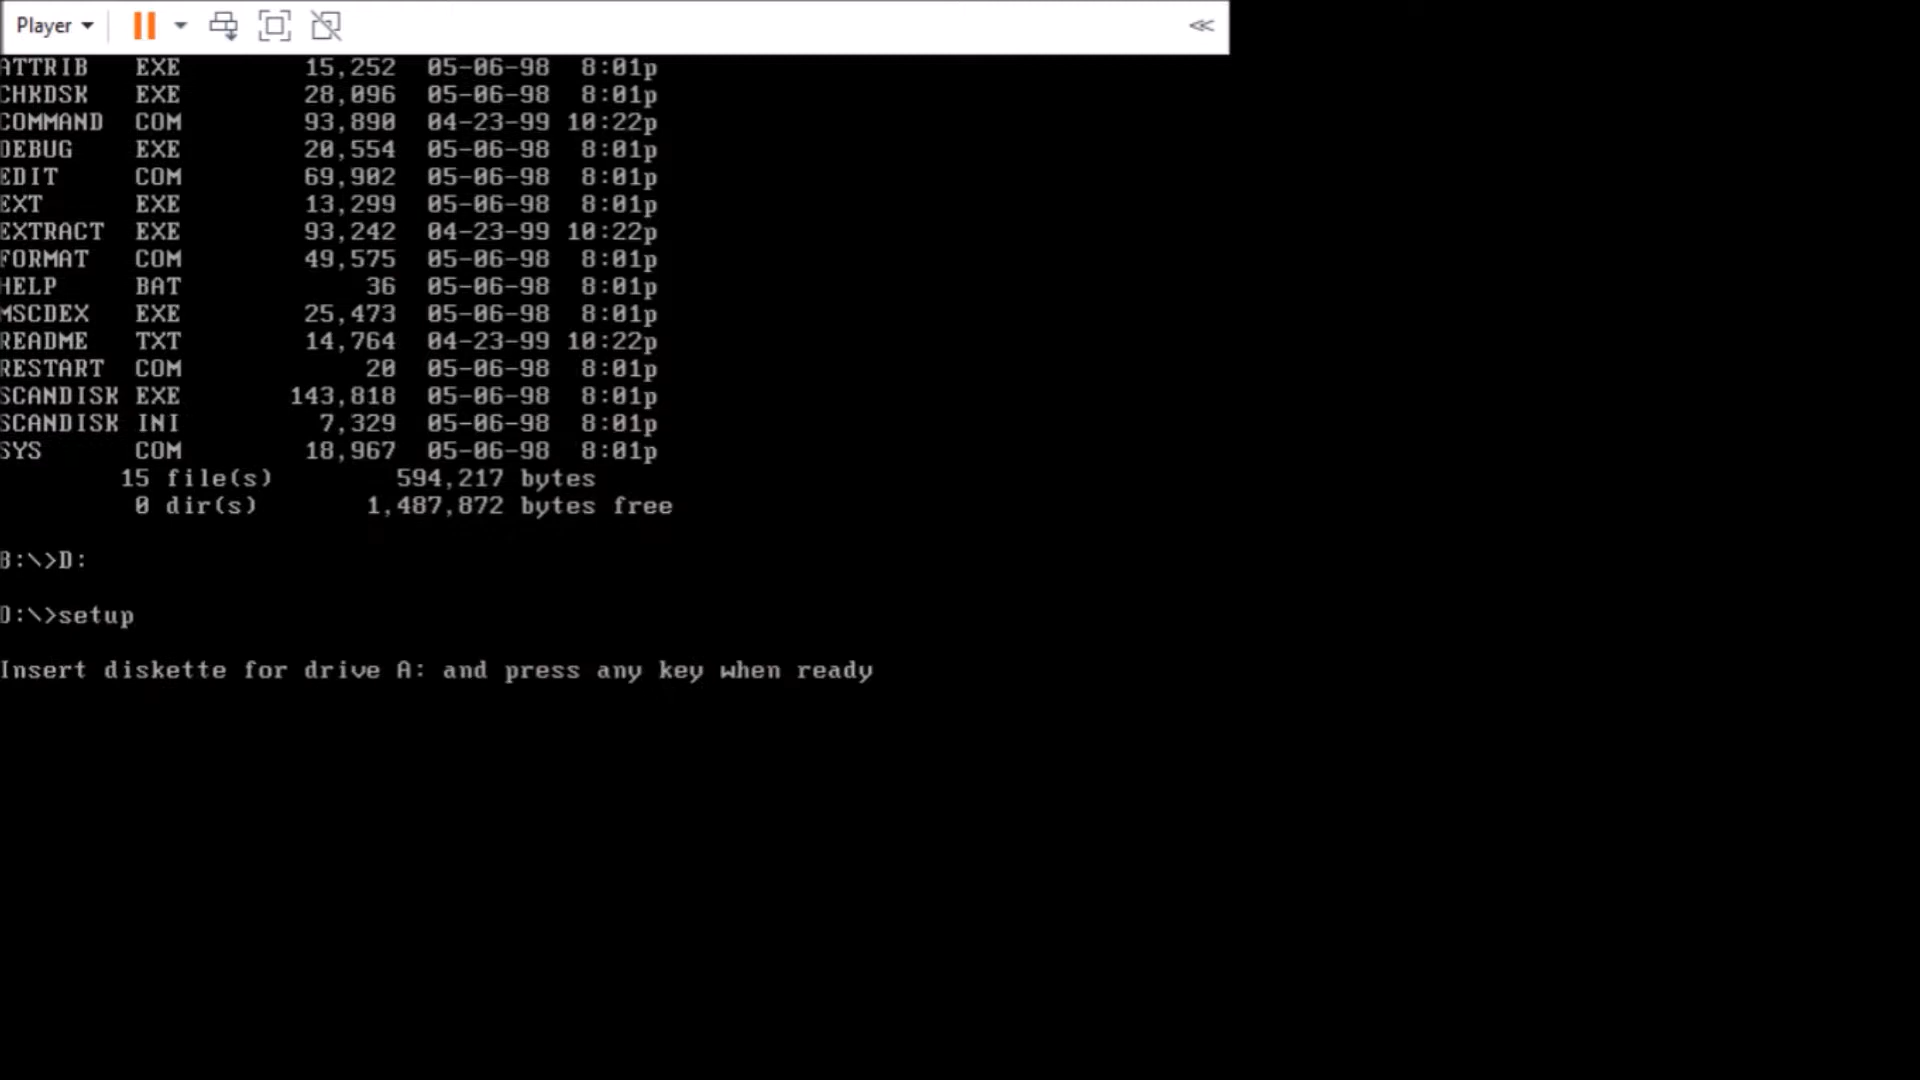 Player
ATTRIB   EXE        15,252  05-06-98  8:01p
CHKDSK   EXE        28,096  05-06-98  8:01p
COMMAND  COM        93,890  04-23-99 10:22p
DEBUG    EXE        20,554  05-06-98  8:01p
EDIT     COM        69,902  05-06-98  8:01p
EXT      EXE        13,299  05-06-98  8:01p
EXTRACT  EXE        93,242  04-23-99 10:22p
FORMAT   COM        49,575  05-06-98  8:01p
HELP     BAT            36  05-06-98  8:01p
MSCDEX   EXE        25,473  05-06-98  8:01p
README   TXT        14,764  04-23-99 10:22p
RESTART  COM            20  05-06-98  8:01p
SCANDISK EXE       143,818  05-06-98  8:01p
SCANDISK INI         7,329  05-06-98  8:01p
SYS      COM        18,967  05-06-98  8:01p
        15 file(s)        594,217 bytes
         0 dir(s)       1,487,872 bytes free
B:\>D:
D:\>setup
Insert diskette for drive A: and press any key when ready